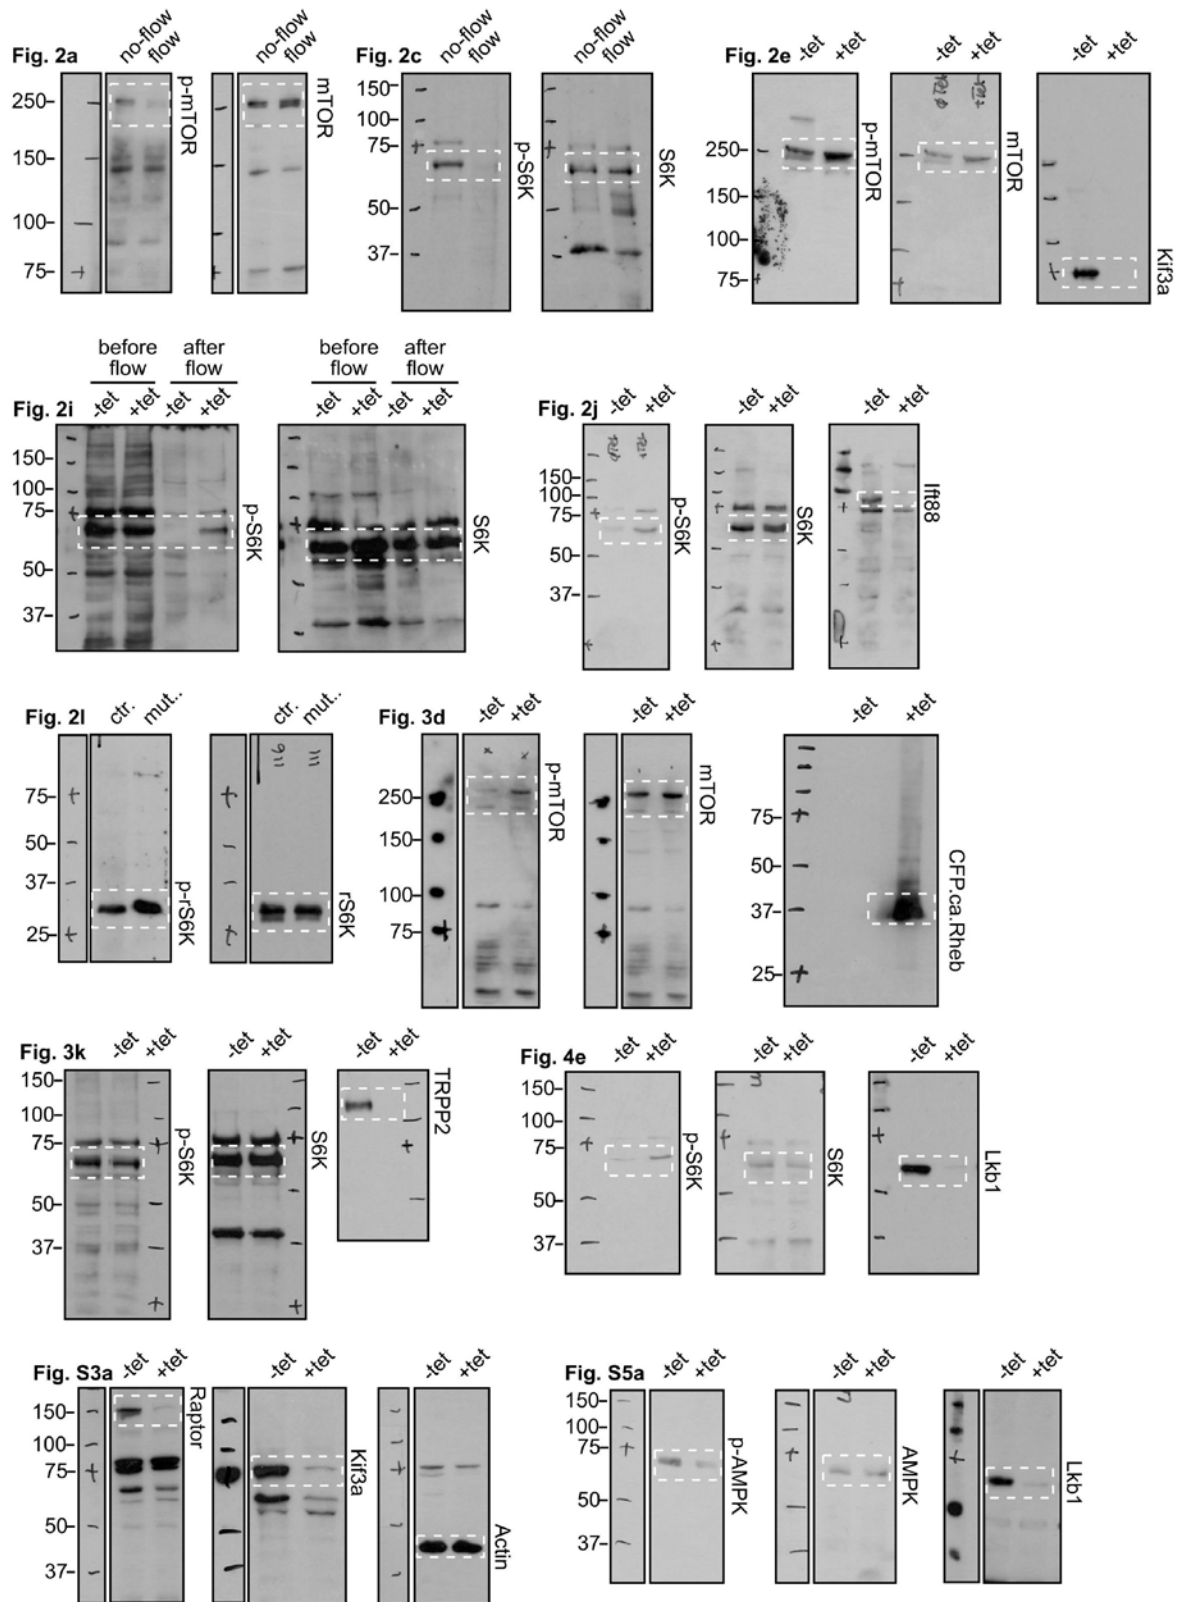 Fig. 2a
no-flow flow
no-flow flow
250
150
100
75
p-mTOR
mTOR
Fig. 2c
no-flow flow
150
100
75
50
37
p-S6K
S6K
Fig. 2e
-tet +tet
-tet +tet
250
150
100
75
p-mTOR
mTOR
Kif3a
before flow
after flow
before flow
after flow
Fig. 2i
-tet +tet -tet +tet
-tet +tet -tet +tet
150
100
75
50
37
p-S6K
S6K
Fig. 2j
-tet +tet
-tet +tet
-tet +tet
150
100
75
50
37
p-S6K
S6K
Ift88
Fig. 2l
ctr. mut..
ctr. mut..
911 111
75
50
37
25
p-rS6K
rS6K
Fig. 3d
-tet +tet
-tet +tet
-tet +tet
250
150
100
75
p-mTOR
mTOR
75
50
37
25
CFP.ca.Rheb
Fig. 3k
-tet +tet
-tet +tet
-tet +tet
150
100
75
50
37
p-S6K
S6K
TRPP2
Fig. 4e
-tet +tet
-tet +tet
-tet +tet
150
100
75
50
37
p-S6K
S6K
Lkb1
Fig. S3a
-tet +tet
-tet +tet
-tet +tet
150
100
75
50
37
Raptor
Kif3a
Actin
Fig. S5a
-tet +tet
-tet +tet
-tet +tet
150
100
75
50
37
p-AMPK
AMPK
Lkb1